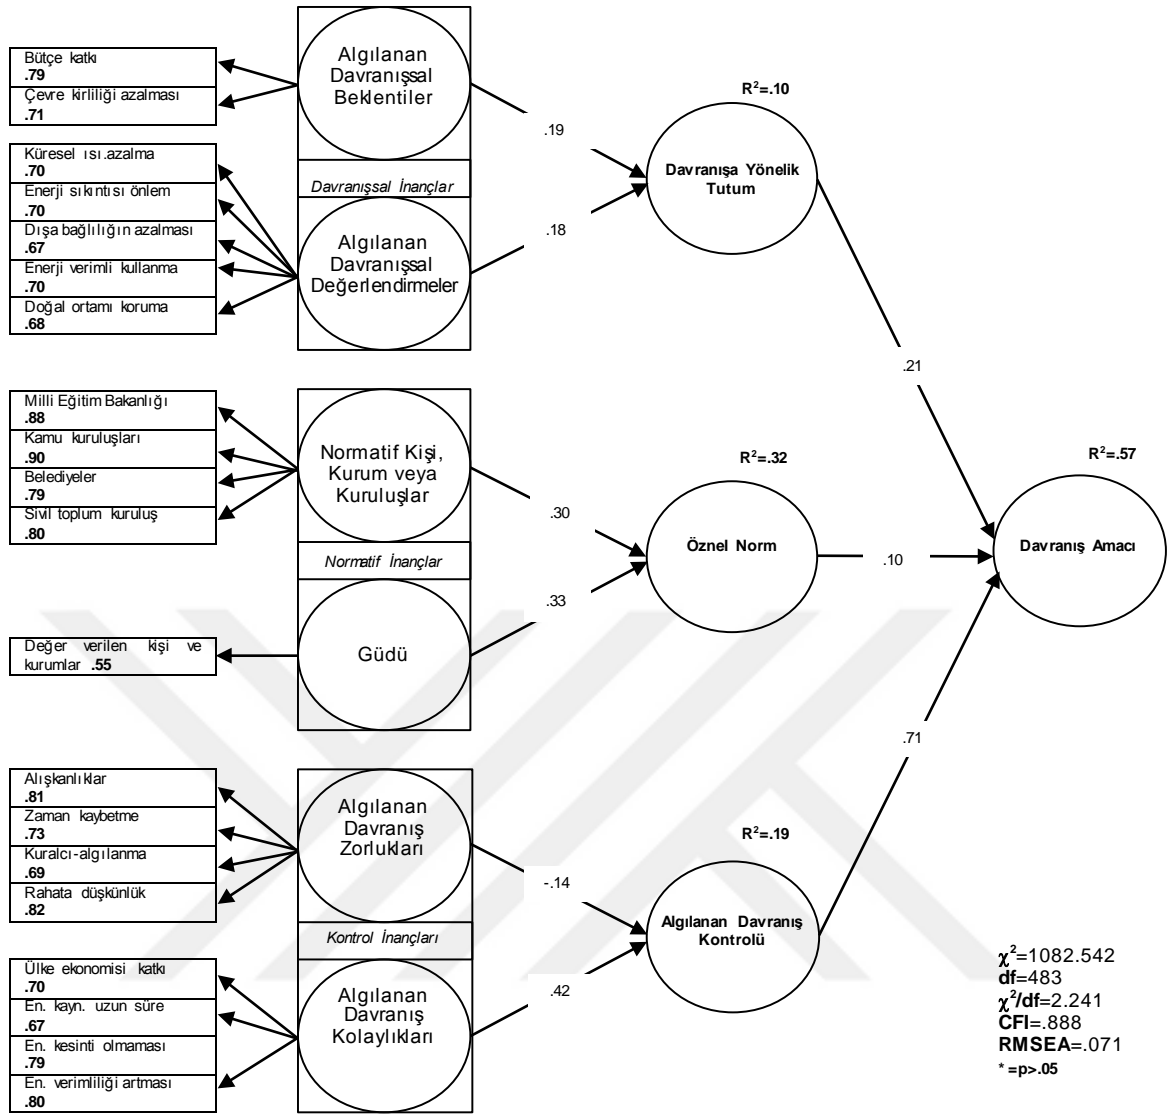 Bütçe katkı
.79
Çevre kirliliği azalması
.71
Küresel ısı.azalma
.70
Enerji sıkıntısı önlem
.70
Dışa bağlılığın azalması
.67
Enerji verimli kullanma
.70
Doğal ortamı koruma
.68
Algılanan
Davranışsal
Beklentiler
Davranışsal İnançlar
Algılanan
Davranışsal
Değerlendirmeler
.19
.18
R²=.10
Davranışa Yönelik
Tutum
.21
Milli Eğitim Bakanlığı
.88
Kamu kuruluşları
.90
Belediyeler
.79
Sivil toplum kuruluş
.80
Değer verilen kişi ve
kurumlar .55
Normatif Kişi,
Kurum veya
Kuruluşlar
Normatif İnançlar
Güdü
.30
.33
R²=.32
Öznel Norm
.10
R²=.57
Davranış Amacı
Alışkanlıklar
.81
Zaman kaybetme
.73
Kuralcı-algılanma
.69
Rahata düşkünlük
.82
Ülke ekonomisi katkı
.70
En. kayn. uzun süre
.67
En. kesinti olmaması
.79
En. verimliliği artması
.80
Algılanan
Davranış
Zorlukları
Kontrol İnançları
Algılanan
Davranış
Kolaylıkları
-.14
.42
R²=.19
Algılanan Davranış
Kontrolü
.71
χ²=1082.542
df=483
χ²/df=2.241
CFI=.888
RMSEA=.071
* =p>.05